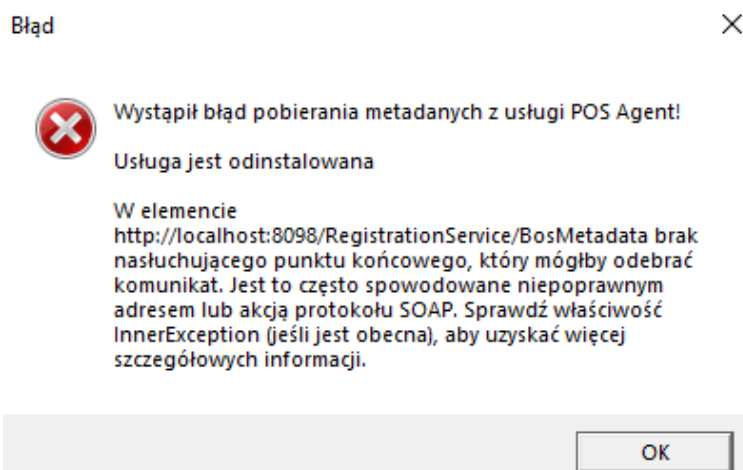 Błąd
Wystąpił błąd pobierania metadanych z usługi POS Agent!
Usługa jest odinstalowana
W elemencie
http://localhost:8098/RegistrationService/BosMetadata brak
nasłuchującego punktu końcowego, który mógłby odebrać
komunikat. Jest to często spowodowane niepoprawnym
adresem lub akcją protokołu SOAP. Sprawdź właściwość
InnerException (jeśli jest obecna), aby uzyskać więcej
szczegółowych informacji.
OK